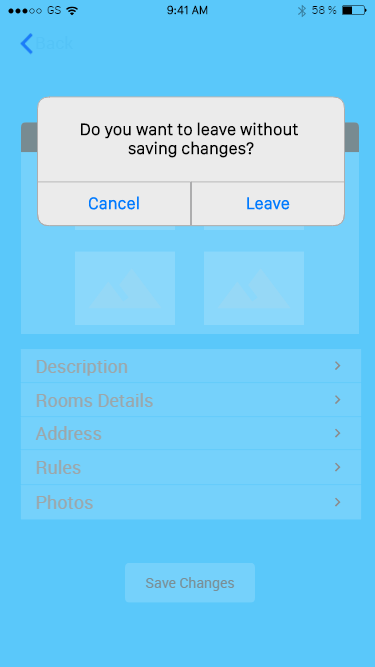 GS 9:41 AM 58 %
Back
Do you want to leave without
saving changes?
Cancel Leave
Description
Rooms Details
Address
Rules
Photos
Save Changes